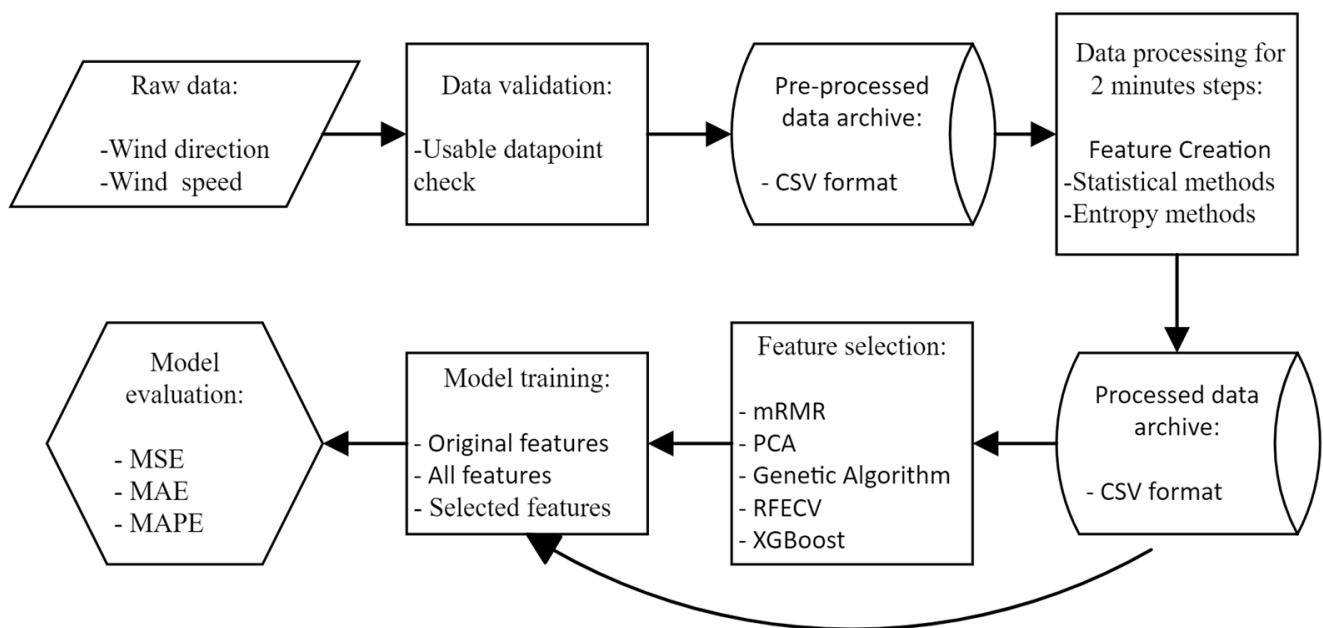 Raw data:
-Wind direction
-Wind speed
Data validation:
-Usable datapoint
check
Pre-processed
data archive:
- CSV format
Data processing for
2 minutes steps:
Feature Creation
-Statistical methods
-Entropy methods
Model
evaluation:
- MSE
- MAE
- MAPE
Model training:
- Original features
- All features
- Selected features
Feature selection:
- mRMR
- PCA
- Genetic Algorithm
- RFECV
- XGBoost
Processed data
archive:
- CSV format